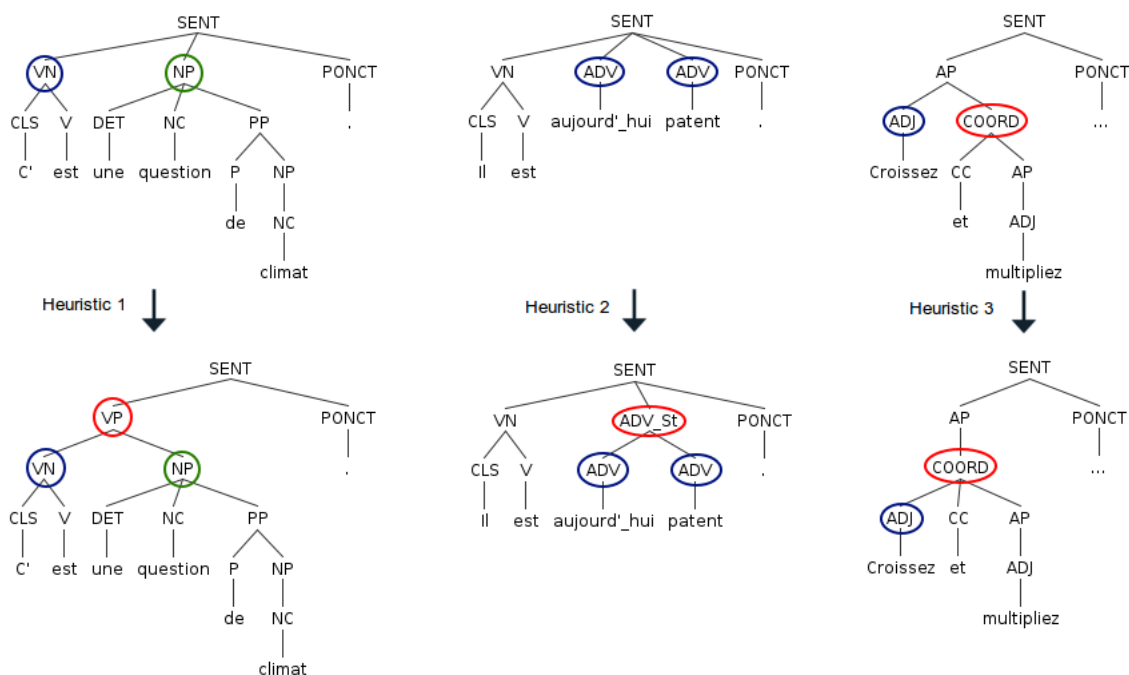 SENT SENT SENT
VN NP PONCT VN ADV ADV PONCT AP PONCT
CLS V DET NC PP . CLS V aujourd'_hui patent . ADJ COORD ...
C' est une question P NP Il est Croissez CC AP
de NC et ADJ
climat multipliez
Heuristic 1 Heuristic 2 Heuristic 3
SENT SENT SENT
VP PONCT VN ADV_St PONCT AP PONCT
VN NP . CLS V ADV ADV . COORD ...
CLS V DET NC PP Il est aujourd'_hui patent ADJ CC AP
C' est une question P NP Croissez et ADJ
de NC multipliez
climat